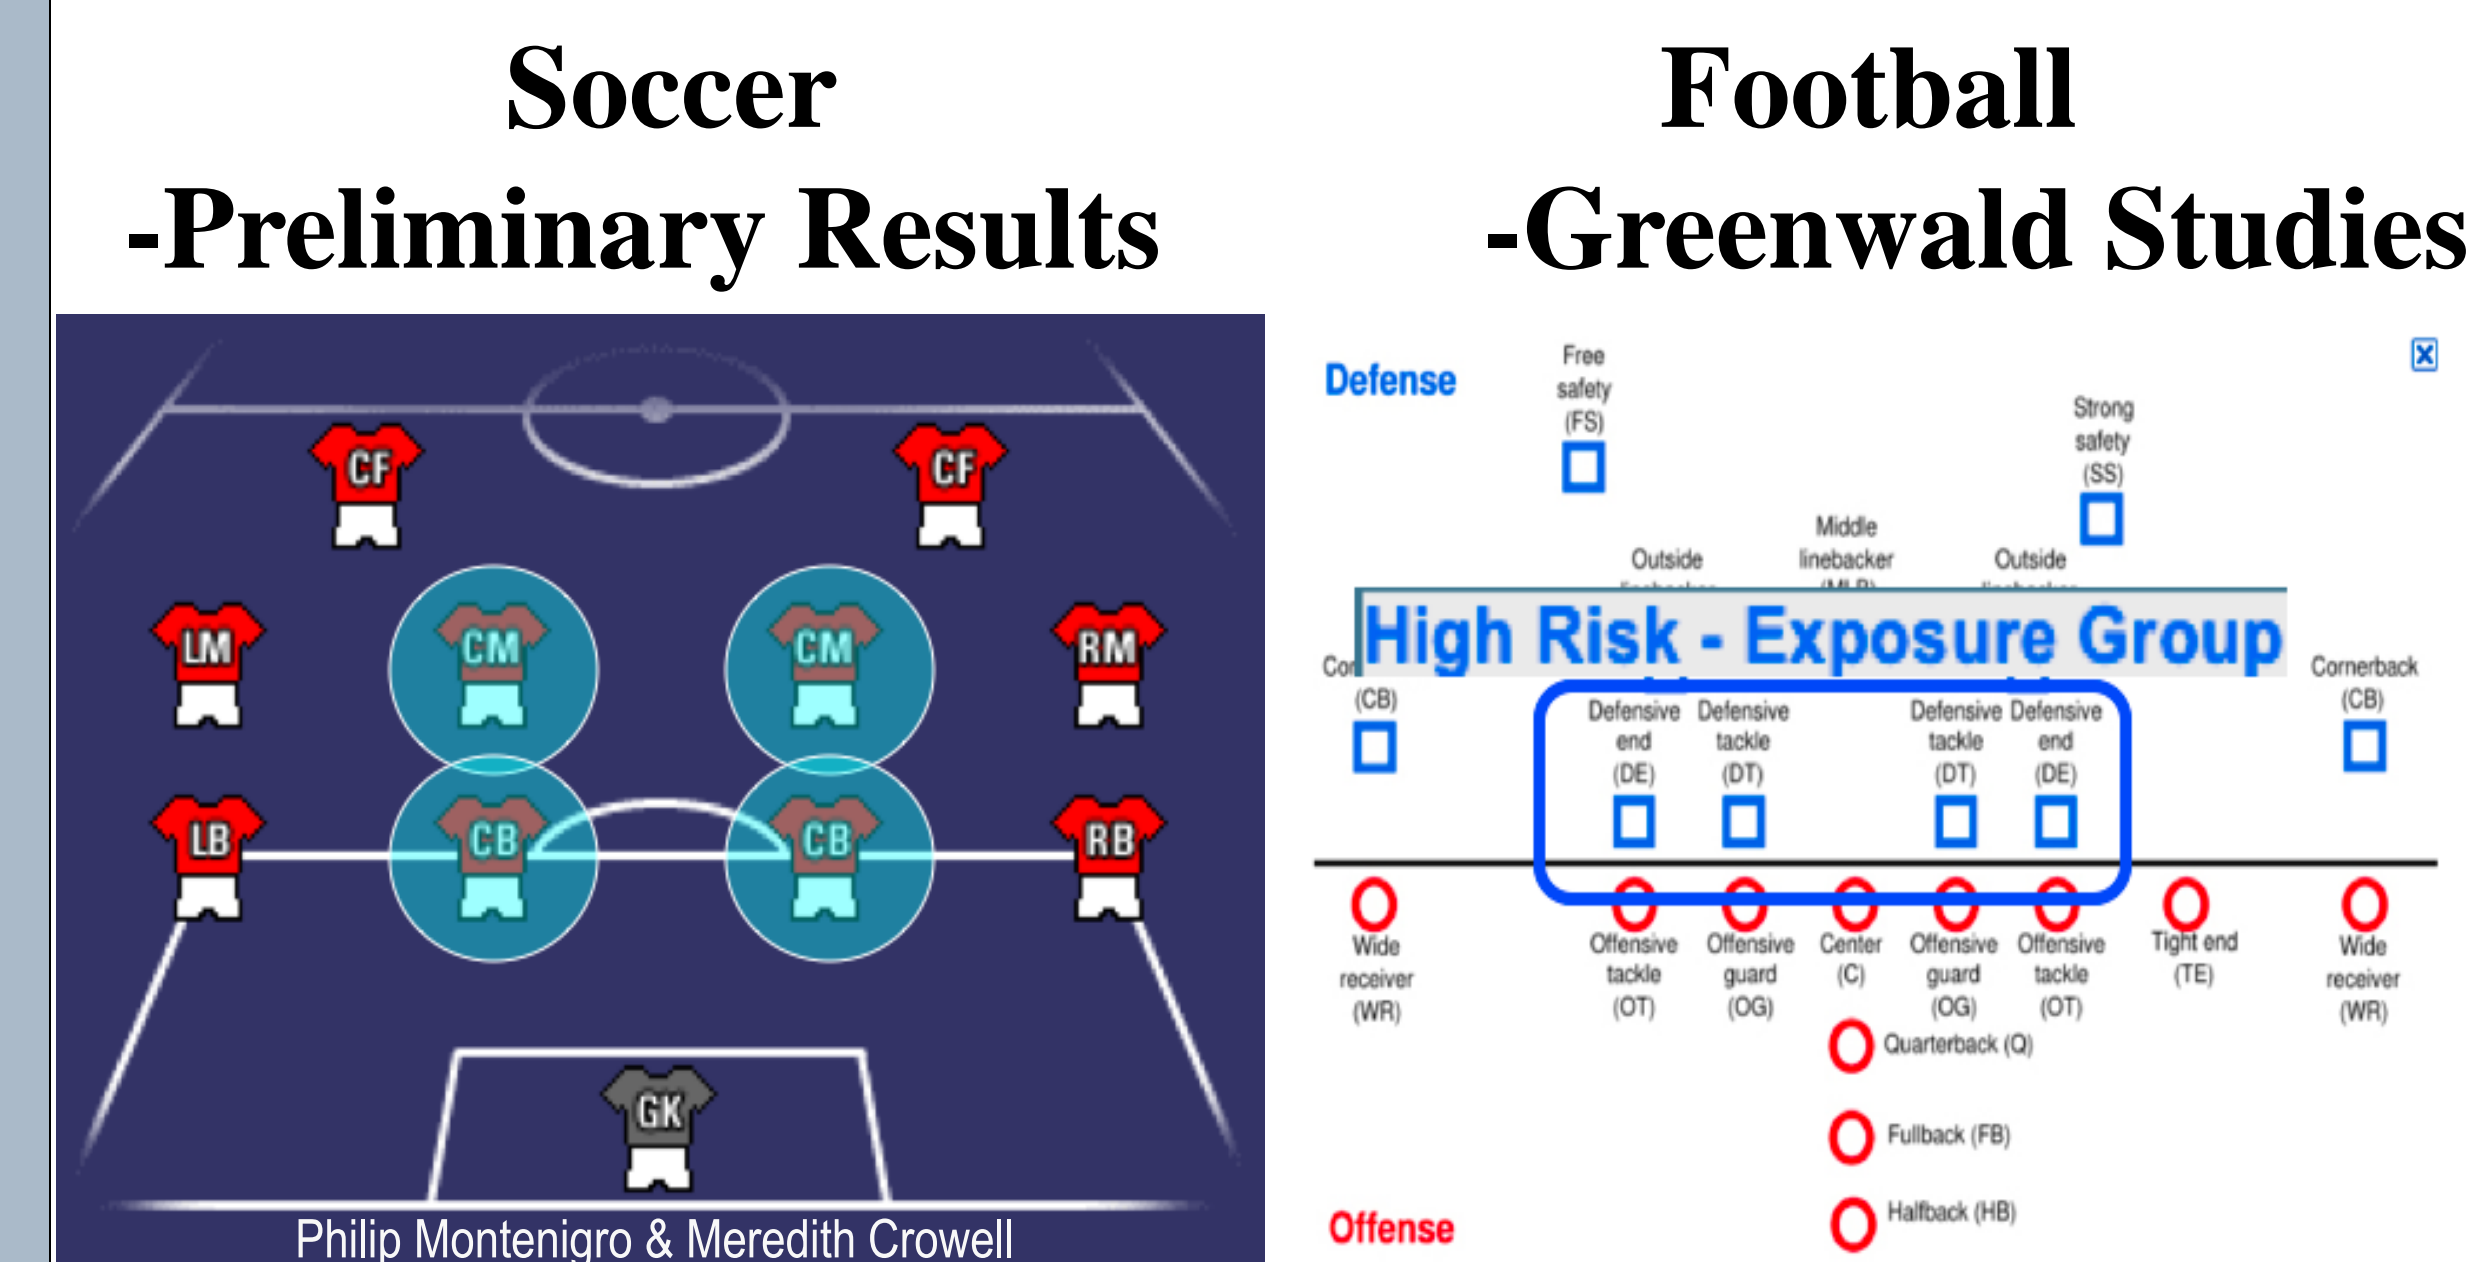 Soccer
-Preliminary Results
CF CF
LM CM CM RM
LB CB CB RB
GK
Philip Montenigro & Meredith Crowell
Football
-Greenwald Studies
Defense
Free
safety
(FS)
Strong
safety
(SS)
Middle
linebacker
Outside
Outside
High Risk - Exposure Group
(CB)
Cornerback
(CB)
Defensive
end
(DE)
Defensive
tackle
(DT)
Defensive
tackle
(DT)
Defensive
end
(DE)
Wide
receiver
(WR)
Offensive
tackle
(OT)
Offensive
guard
(OG)
Center
(C)
Offensive
guard
(OG)
Offensive
tackle
(OT)
Tight end
(TE)
Wide
receiver
(WR)
Quarterback (Q)
Fullback (FB)
Halfback (HB)
Offense